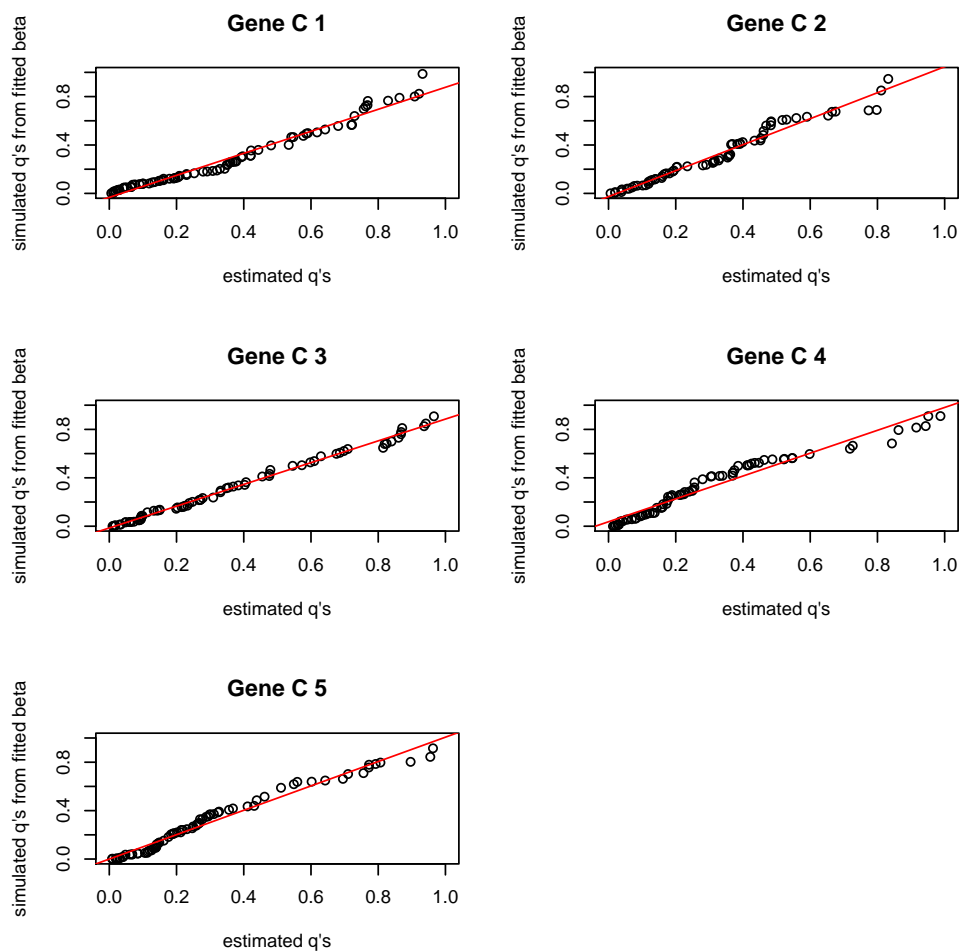 Gene C 1
simulated q's from fitted beta
0.0 0.4 0.8
0.0 0.2 0.4 0.6 0.8 1.0
estimated q's
Gene C 2
simulated q's from fitted beta
0.0 0.4 0.8
0.0 0.2 0.4 0.6 0.8 1.0
estimated q's
Gene C 3
simulated q's from fitted beta
0.0 0.4 0.8
0.0 0.2 0.4 0.6 0.8 1.0
estimated q's
Gene C 4
simulated q's from fitted beta
0.0 0.4 0.8
0.0 0.2 0.4 0.6 0.8 1.0
estimated q's
Gene C 5
simulated q's from fitted beta
0.0 0.4 0.8
0.0 0.2 0.4 0.6 0.8 1.0
estimated q's